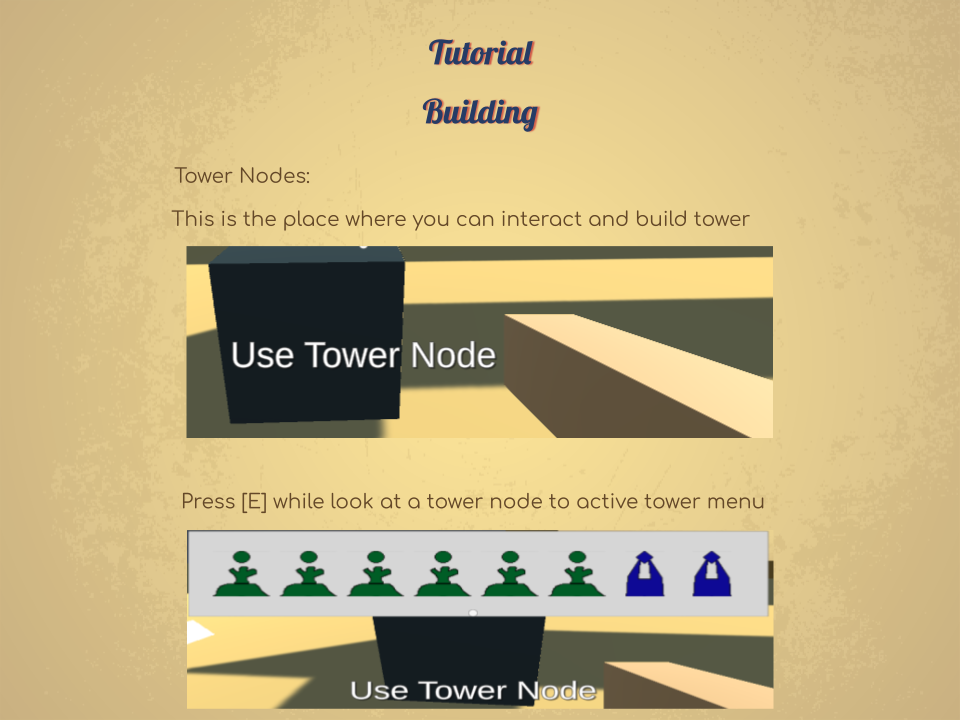 Tutorial
Building
Tower Nodes:
This is the place where you can interact and build tower
Use Tower Node
Press [E] while look at a tower node to active tower menu
Use Tower Node